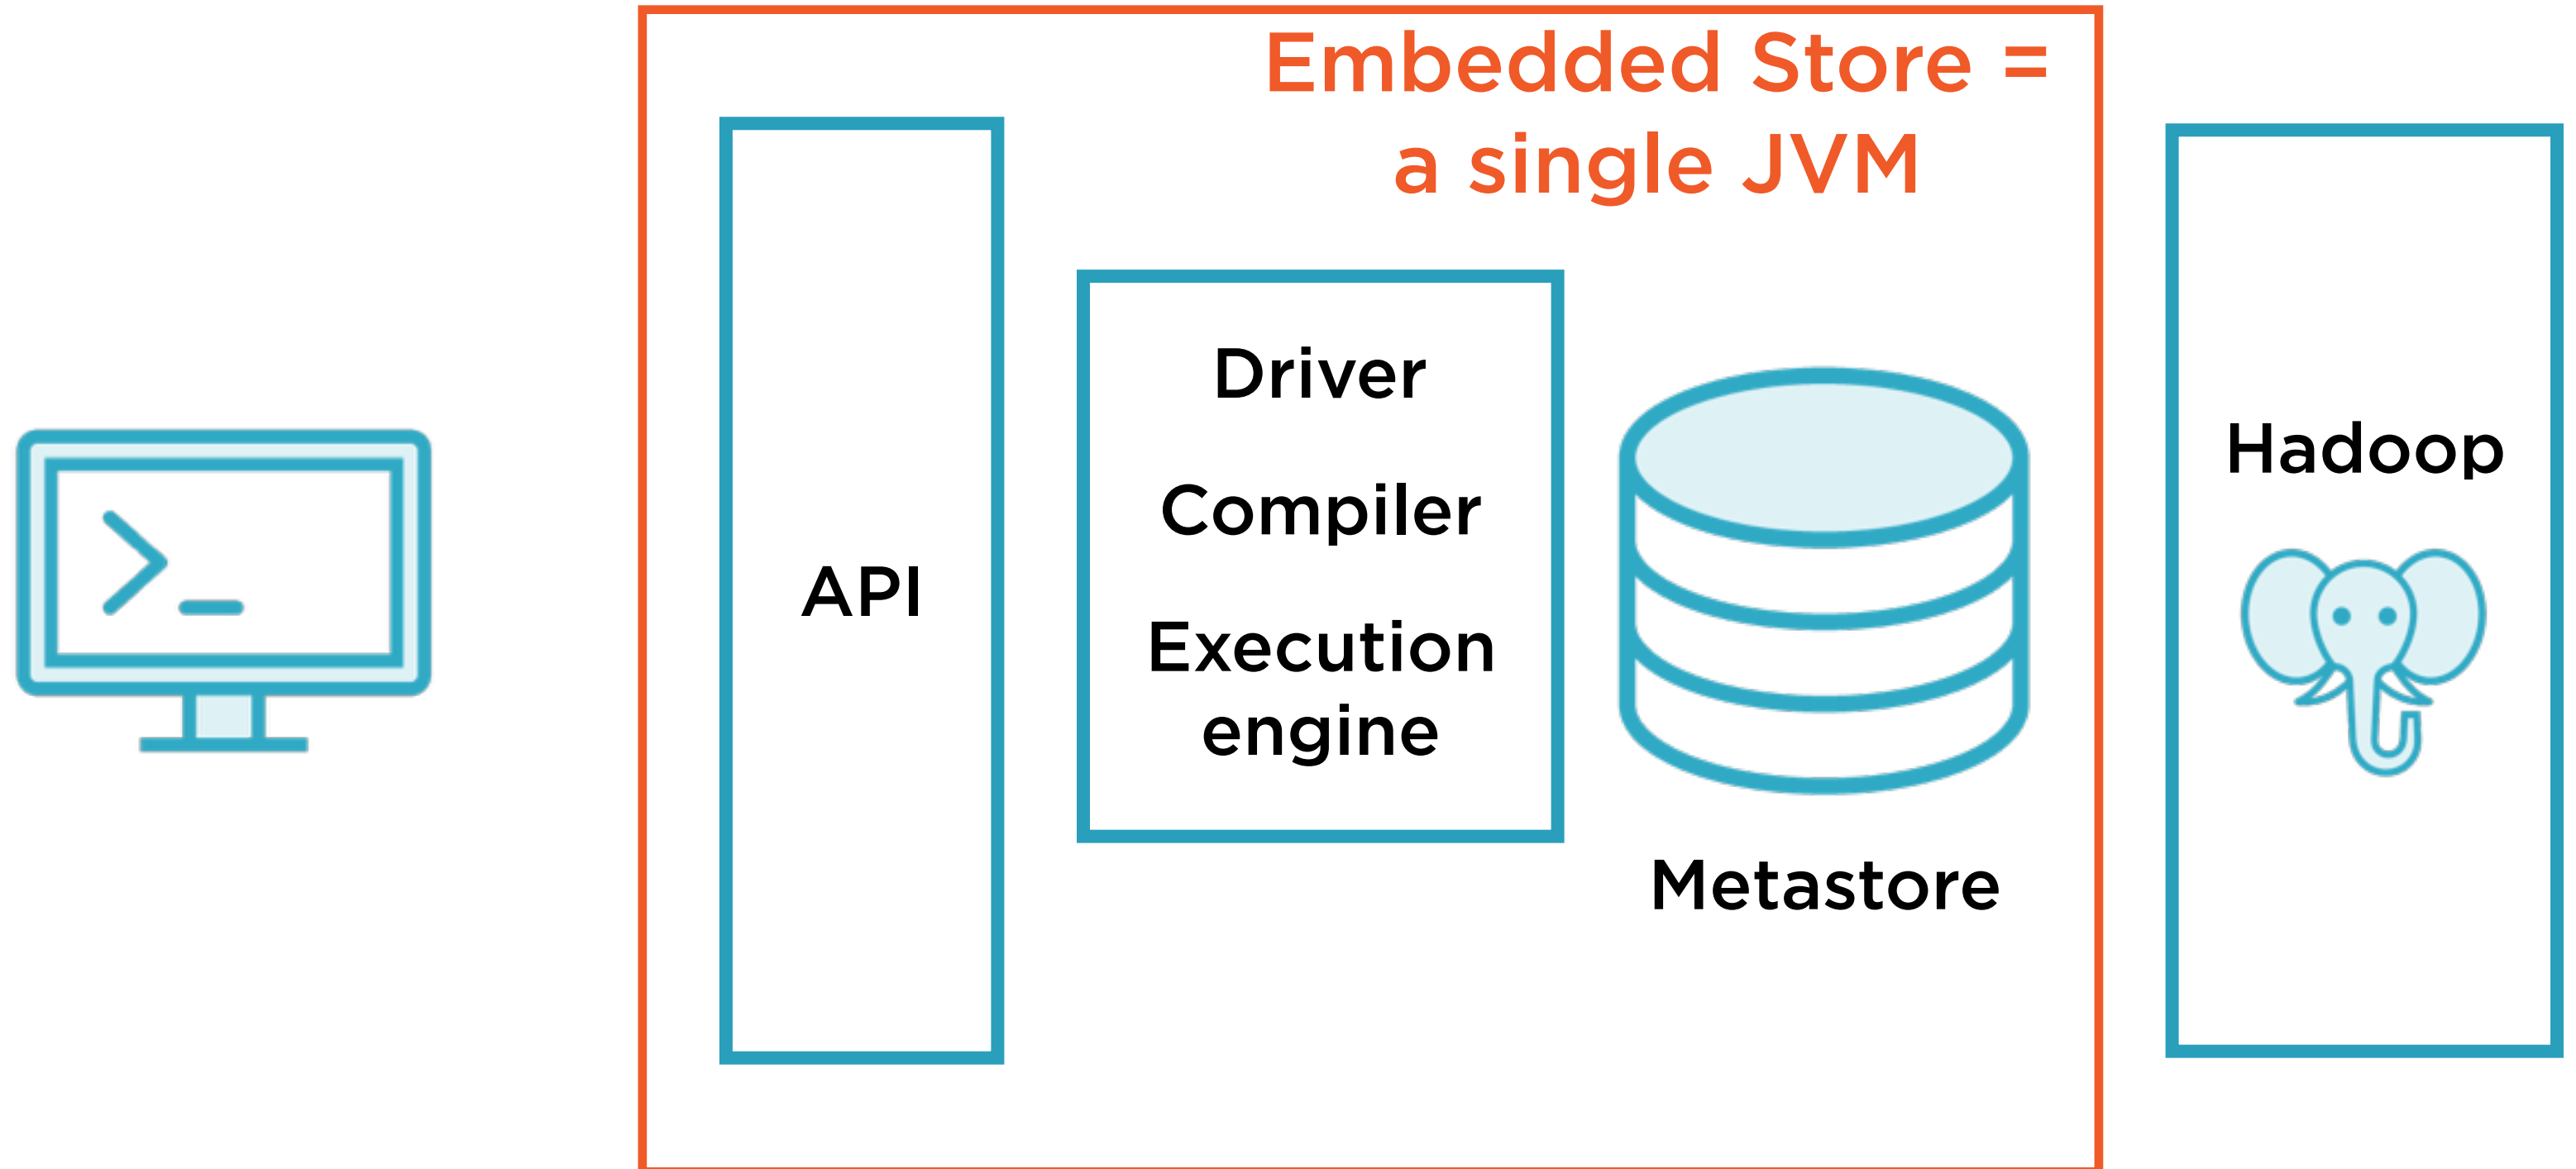 Embedded Store =
a single JVM
API
Driver
Compiler
Execution
engine
Metastore
Hadoop
>_